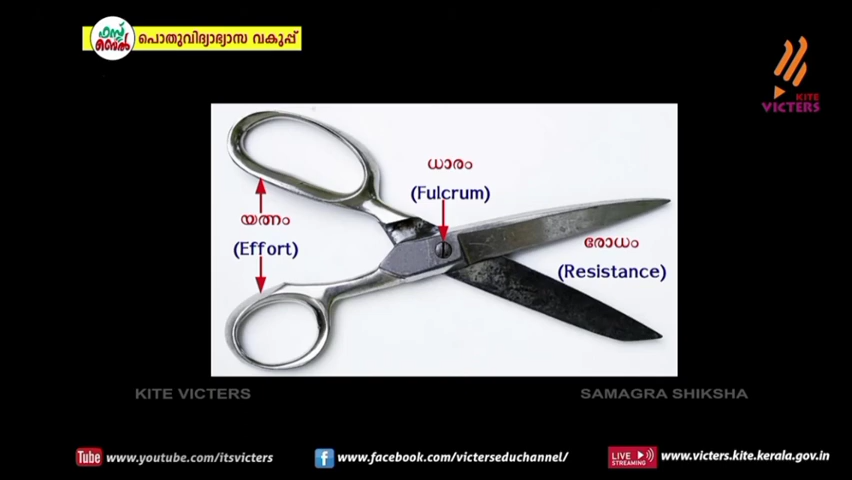 ഫസ്റ്റ്
ബെൽ
പൊതുവിദ്യാഭ്യാസ വകുപ്പ്
KITE
VICTERS
ധാരം
(Fulcrum)
യത്നം
(Effort)
രോധം
(Resistance)
KITE VICTERS
SAMAGRA SHIKSHA
You Tube www.youtube.com/itsvicters
f www.facebook.com/victerseduchannel/
LIVE STREAMING www.victers.kite.kerala.gov.in